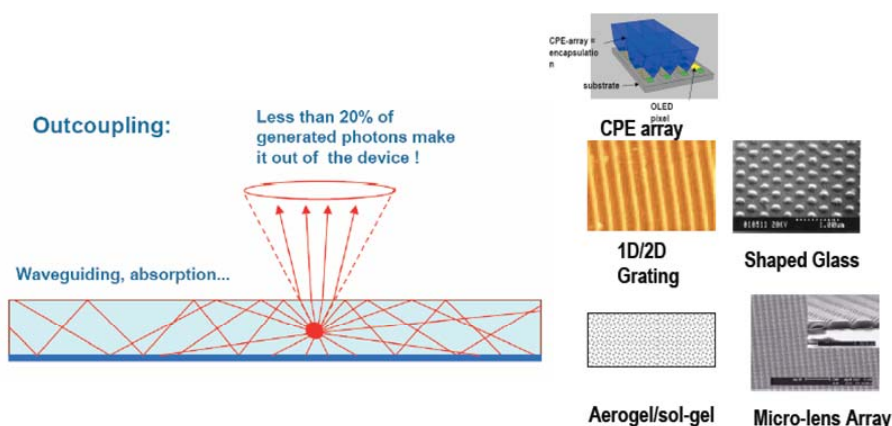 Outcoupling:
Less than 20% of
generated photons make
it out of the device !
Waveguiding, absorption...
CPE-array =
encapsulatio
n
substrate
OLED
pixel
CPE array
1D/2D
Grating
Shaped Glass
Aerogel/sol-gel
Micro-lens Array